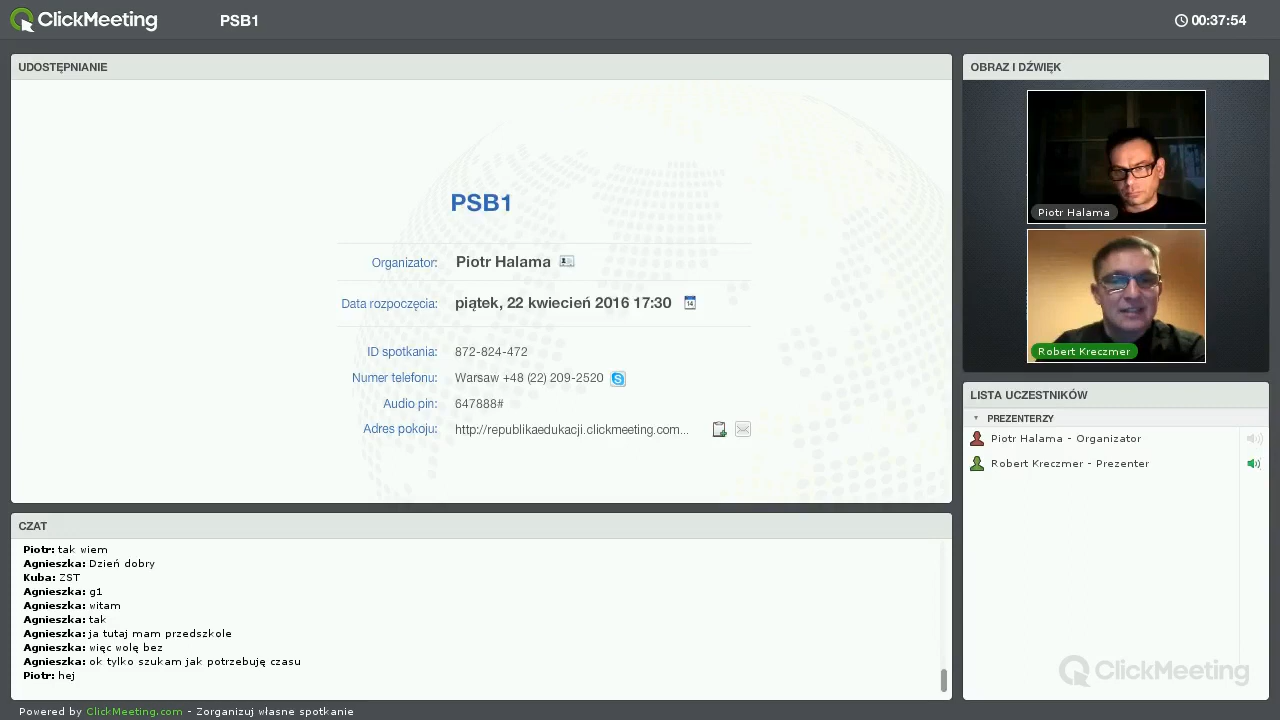 ClickMeeting
PSB1
00:37:54
UDOSTĘPNIANIE
PSB1
Organizator: Piotr Halama
Data rozpoczęcia: piątek, 22 kwiecień 2016 17:30
14
ID spotkania: 872-824-472
Numer telefonu: Warsaw +48 (22) 209-2520
Audio pin: 647888#
Adres pokoju: http://republikaedukacji.clickmeeting.com...
OBRAZ I DŹWIĘK
Piotr Halama
Robert Kreczmer
LISTA UCZESTNIKÓW
PREZENTERZY
Piotr Halama - Organizator
Robert Kreczmer - Prezenter
ClickMeeting
CZAT
Piotr: tak wiem
Agnieszka: Dzień dobry
Kuba: ZST
Agnieszka: g1
Agnieszka: witam
Agnieszka: tak
Agnieszka: ja tutaj mam przedszkole
Agnieszka: więc wolę bez
Agnieszka: ok tylko szukam jak potrzebuję czasu
Piotr: hej
Powered by ClickMeeting.com - Zorganizuj własne spotkanie